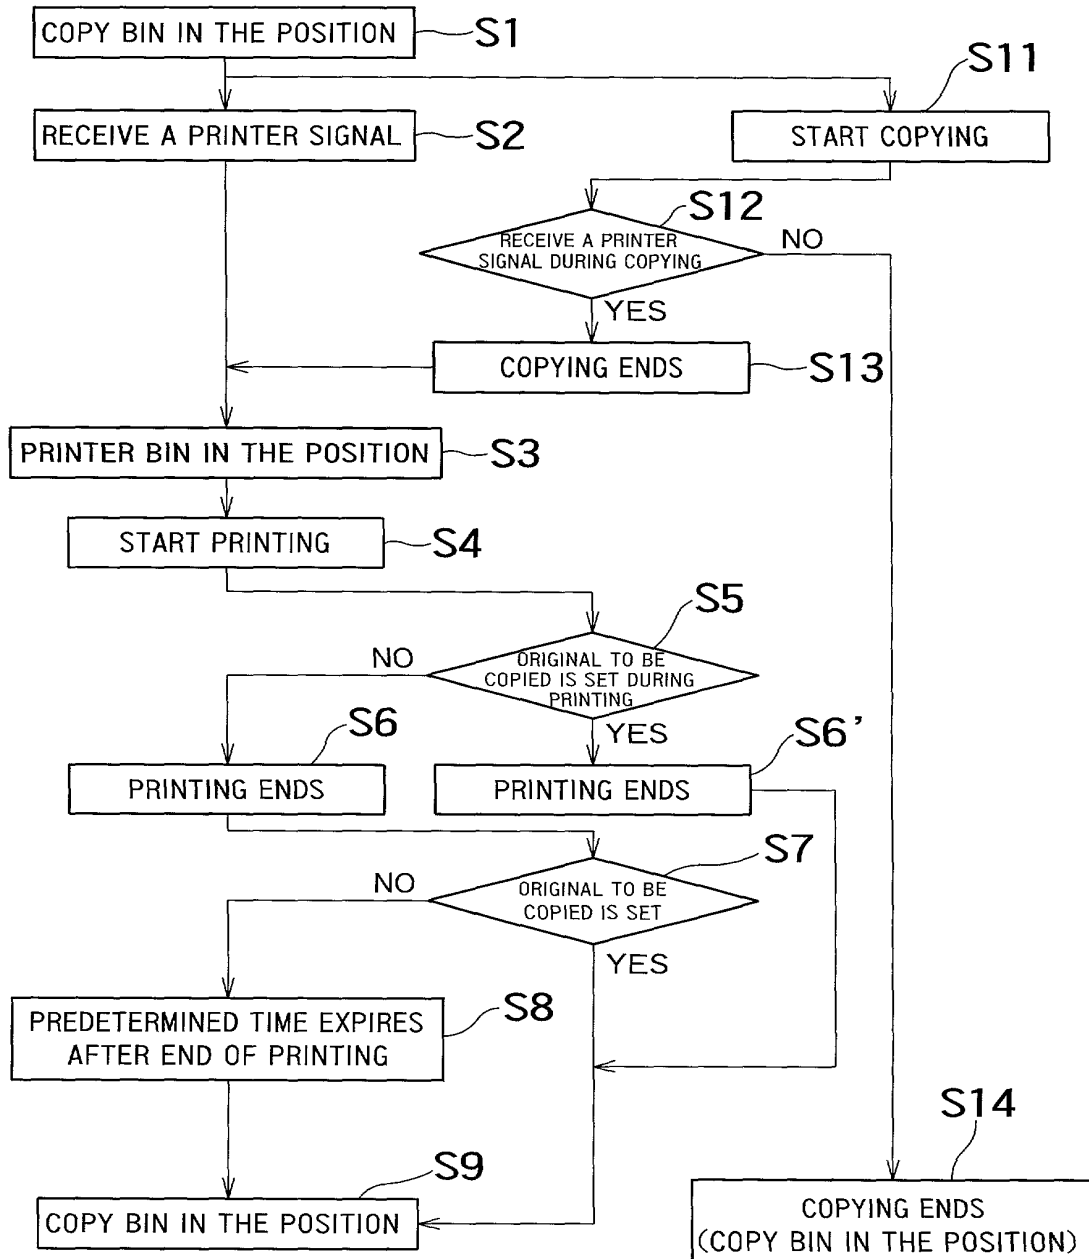 COPY BIN IN THE POSITION
S1
S11
RECEIVE A PRINTER SIGNAL
S2
START COPYING
S12
RECEIVE A PRINTER
SIGNAL DURING COPYING
NO
YES
COPYING ENDS
S13
PRINTER BIN IN THE POSITION
S3
START PRINTING
S4
S5
NO
ORIGINAL TO BE
COPIED IS SET DURING
PRINTING
YES
S6
S6’
PRINTING ENDS
PRINTING ENDS
S7
NO
ORIGINAL TO BE
COPIED IS SET
YES
PREDETERMINED TIME EXPIRES
AFTER END OF PRINTING
S8
S14
S9
COPY BIN IN THE POSITION
COPYING ENDS
(COPY BIN IN THE POSITION)